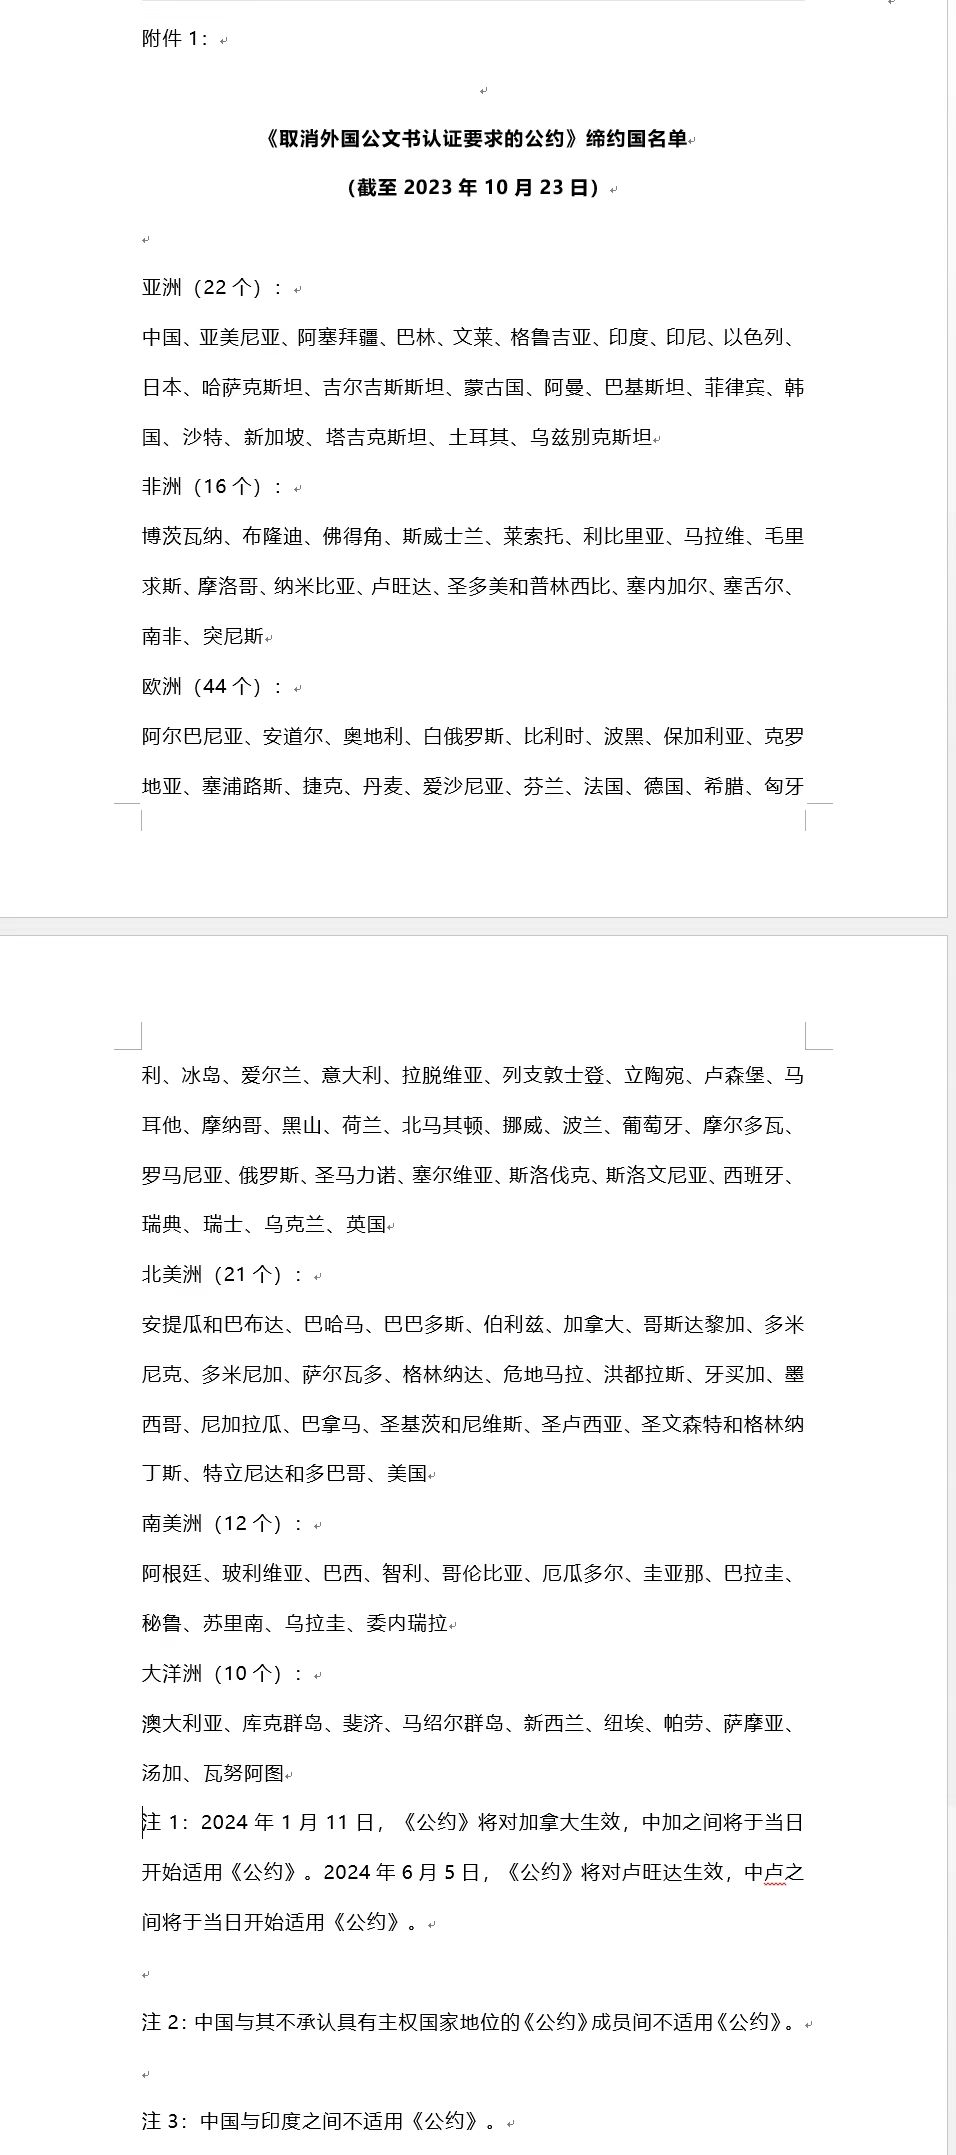 附件 1：
《取消外国公文书认证要求的公约》缔约国名单
（截至 2023 年 10 月 23 日）
亚洲（22 个）：
中国、亚美尼亚、阿塞拜疆、巴林、文莱、格鲁吉亚、印度、印尼、以色列、
日本、哈萨克斯坦、吉尔吉斯斯坦、蒙古国、阿曼、巴基斯坦、菲律宾、韩
国、沙特、新加坡、塔吉克斯坦、土耳其、乌兹别克斯坦
非洲（16 个）：
博茨瓦纳、布隆迪、佛得角、斯威士兰、莱索托、利比里亚、马拉维、毛里
求斯、摩洛哥、纳米比亚、卢旺达、圣多美和普林西比、塞内加尔、塞舌尔、
南非、突尼斯
欧洲（44 个）：
阿尔巴尼亚、安道尔、奥地利、白俄罗斯、比利时、波黑、保加利亚、克罗
地亚、塞浦路斯、捷克、丹麦、爱沙尼亚、芬兰、法国、德国、希腊、匈牙
利、冰岛、爱尔兰、意大利、拉脱维亚、列支敦士登、立陶宛、卢森堡、马
耳他、摩纳哥、黑山、荷兰、北马其顿、挪威、波兰、葡萄牙、摩尔多瓦、
罗马尼亚、俄罗斯、圣马力诺、塞尔维亚、斯洛伐克、斯洛文尼亚、西班牙、
瑞典、瑞士、乌克兰、英国
北美洲（21 个）：
安提瓜和巴布达、巴哈马、巴巴多斯、伯利兹、加拿大、哥斯达黎加、多米
尼克、多米尼加、萨尔瓦多、格林纳达、危地马拉、洪都拉斯、牙买加、墨
西哥、尼加拉瓜、巴拿马、圣基茨和尼维斯、圣卢西亚、圣文森特和格林纳
丁斯、特立尼达和多巴哥、美国
南美洲（12 个）：
阿根廷、玻利维亚、巴西、智利、哥伦比亚、厄瓜多尔、圭亚那、巴拉圭、
秘鲁、苏里南、乌拉圭、委内瑞拉
大洋洲（10 个）：
澳大利亚、库克群岛、斐济、马绍尔群岛、新西兰、纽埃、帕劳、萨摩亚、
汤加、瓦努阿图
注 1：2024 年 1 月 11 日，《公约》将对加拿大生效，中加之间将于当日
开始适用《公约》。2024 年 6 月 5 日，《公约》将对卢旺达生效，中卢之
间将于当日开始适用《公约》。
注 2：中国与其不承认具有主权国家地位的《公约》成员间不适用《公约》。
注 3：中国与印度之间不适用《公约》。